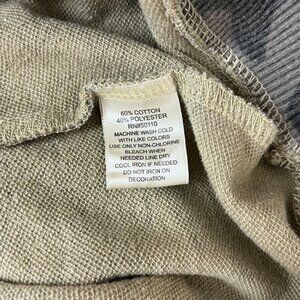 60% COTTON
40% POLYESTER
RN#50110
MACHINE WASH COLD
WITH LIKE COLORS
USE ONLY NON-CHLORINE
BLEACH WHEN
NEEDED LINE DRY
COOL IRON IF NEEDED
DO NOT IRON ON
DECORATION